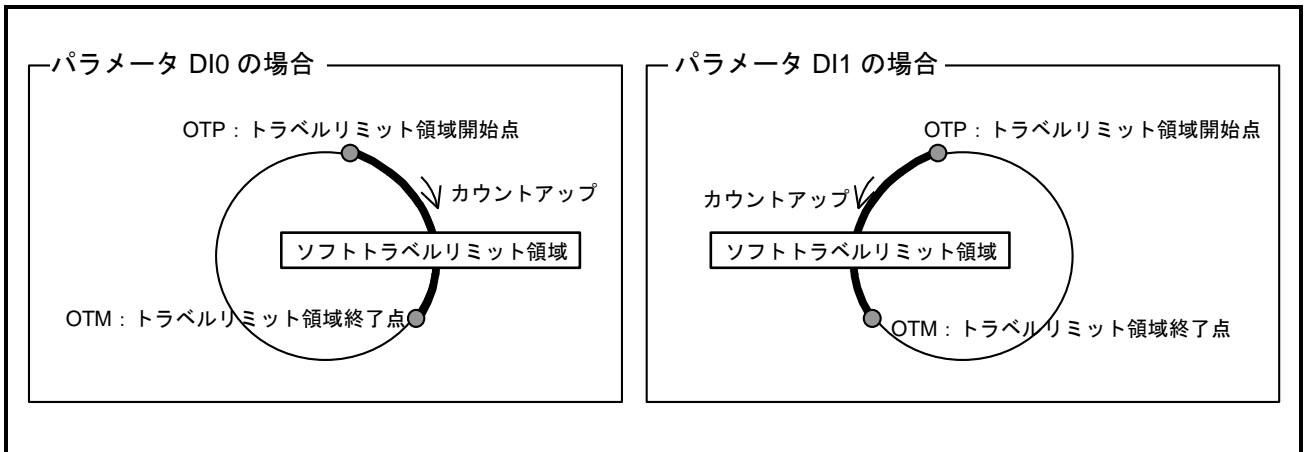 パラメータ DI0 の場合
OTP：トラベルリミット領域開始点
カウントアップ
ソフトトラベルリミット領域
OTM：トラベルリミット領域終了点
パラメータ DI1 の場合
OTP：トラベルリミット領域開始点
カウントアップ
ソフトトラベルリミット領域
OTM：トラベルリミット領域終了点